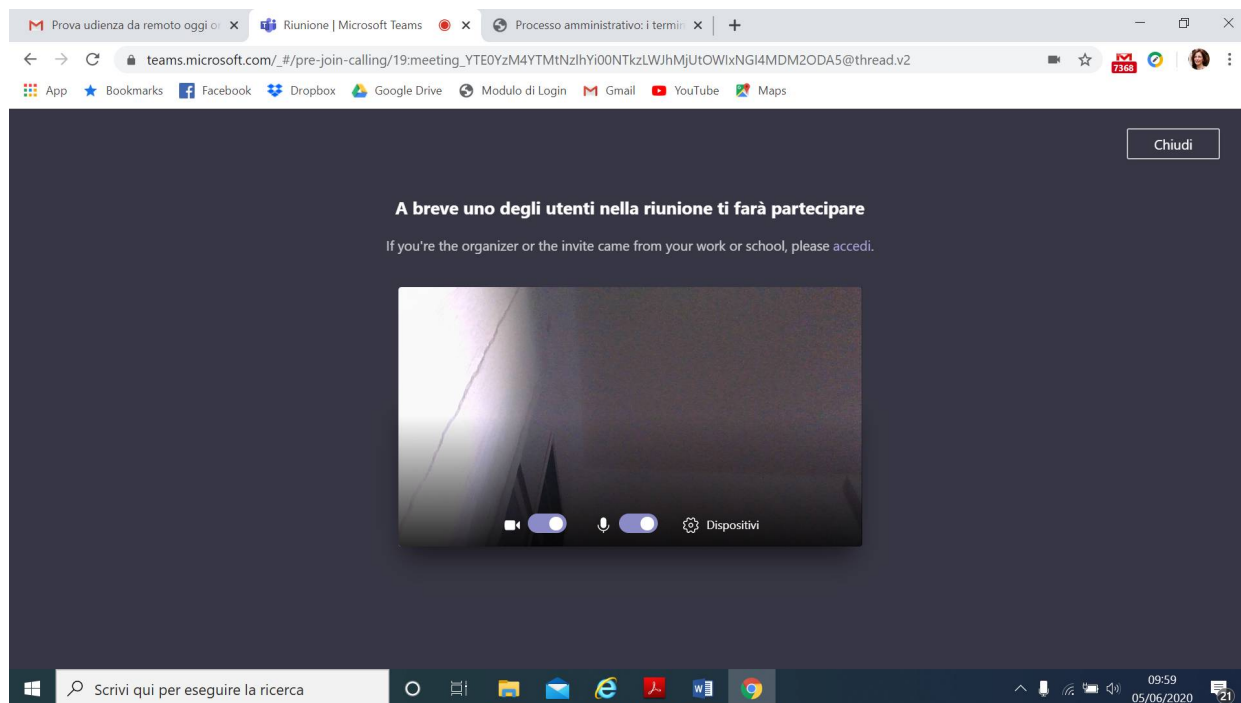 Prova udienza da remoto oggi or
Riunione | Microsoft Teams
Processo amministrativo: i termin
teams.microsoft.com/_#/pre-join-calling/19:meeting_YTE0YzM4YTMtNzlhYi00NTkzLWJhMjUtOWIxNGI4MDM2ODA5@thread.v2
7368
App Bookmarks Facebook Dropbox Google Drive Modulo di Login Gmail YouTube Maps
Chiudi
A breve uno degli utenti nella riunione ti farà partecipare
If you're the organizer or the invite came from your work or school, please accedi.
Dispositivi
Scrivi qui per eseguire la ricerca
09:59
05/06/2020
21